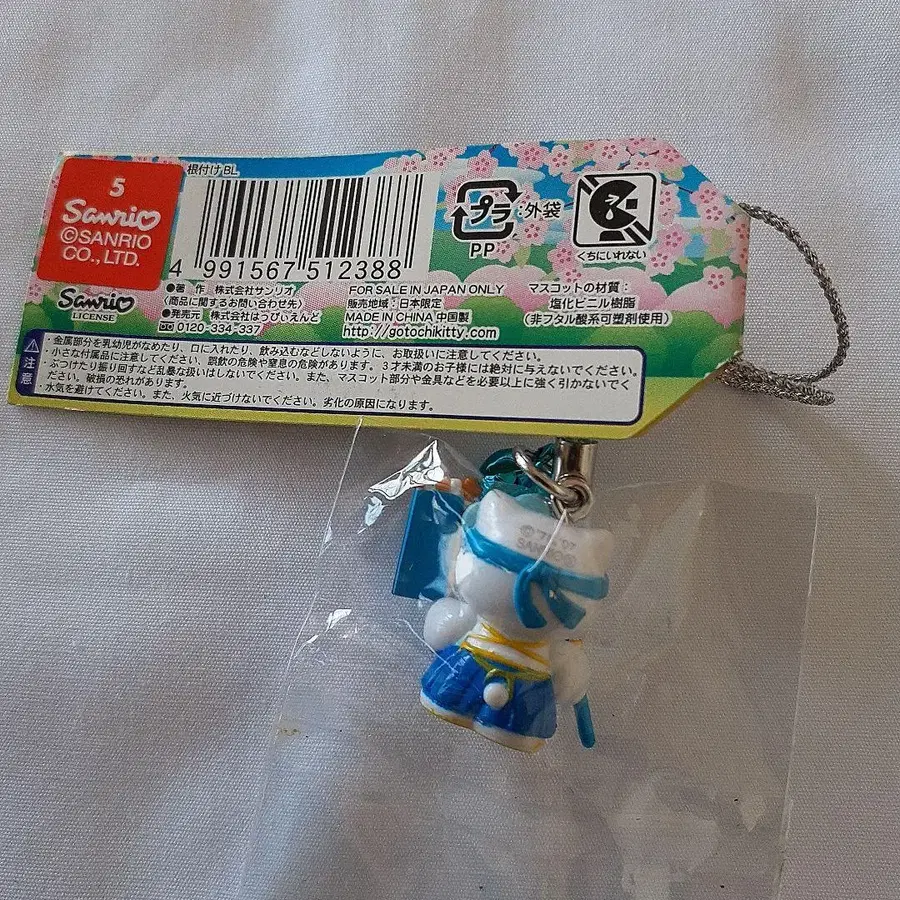 5
Sanrio
©SANRIO
CO., LTD.
Sanrio
LICENSE
根付け BL
4 991567 512388
プラ :外袋
PP
くちにいれない
●著 作 株式会社サンリオ
〈商品に関するお問い合わせ先〉
●発売元 株式会社はっぴぃえんど
0120-334-337
FOR SALE IN JAPAN ONLY
販売地域:日本限定
MADE IN CHINA 中国製
http://gotochikitty.com
マスコットの材質:
塩化ビニル樹脂
(非フタル酸系可塑剤使用)
注意
・金属部分を乳幼児がなめたり、口に入れたり、飲み込むなどしないように、お取扱いに注意してください。
・小さな付属品に注意してください。誤飲の危険や窒息の危険があります。3才未満のお子様には絶対に与えないでください。
・ぶつけたり振り回すなど乱暴な扱いはしないでください。また、マスコット部分や金具などを必要以上に強く引かないでく
ださい。破損の恐れがあります。
・水気を避けてください。また、火気に近づけないでください。劣化の原因になります。
SANRIO